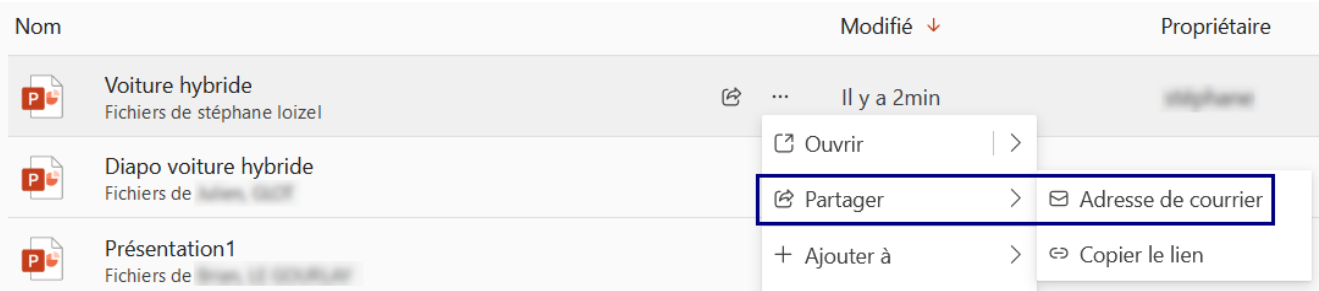 Nom Modifié Propriétaire
Voiture hybride
Fichiers de stéphane loizel
Il y a 2min
Ouvrir
Diapo voiture hybride
Fichiers de
Partager
Adresse de courrier
Présentation1
Fichiers de
Ajouter à
Copier le lien